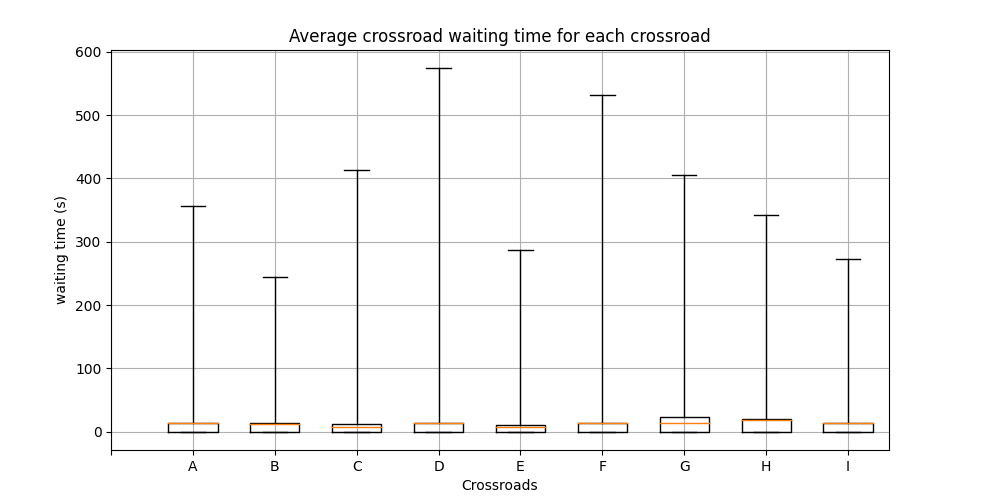 Average crossroad waiting time for each crossroad
waiting time (s)
600
500
400
300
200
100
0
A B C D E F G H I
Crossroads